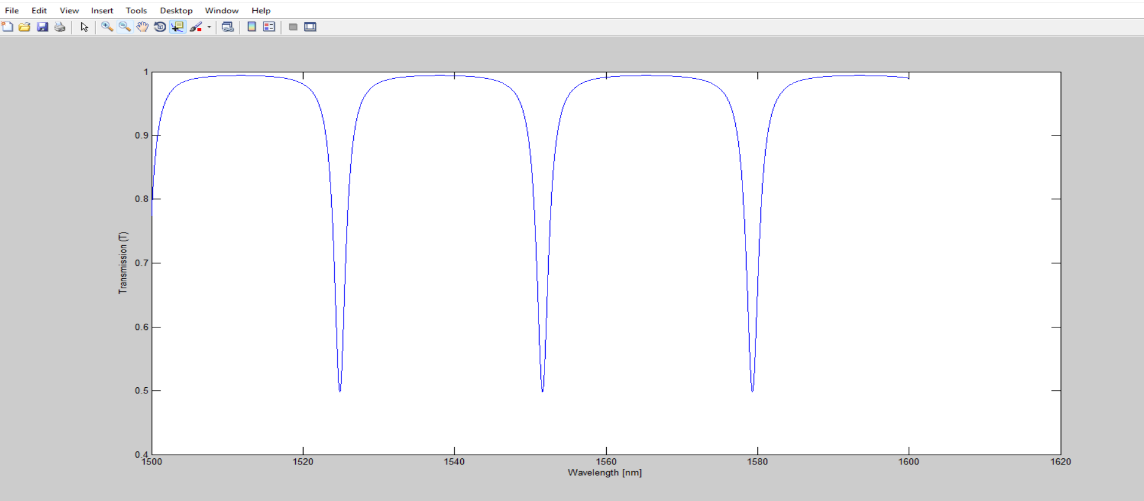 File Edit View Insert Tools Desktop Window Help
1
0.9
0.8
0.7
0.6
0.5
0.4
Transmission (T)
1500 1520 1540 1560 1580 1600 1620
Wavelength [nm]